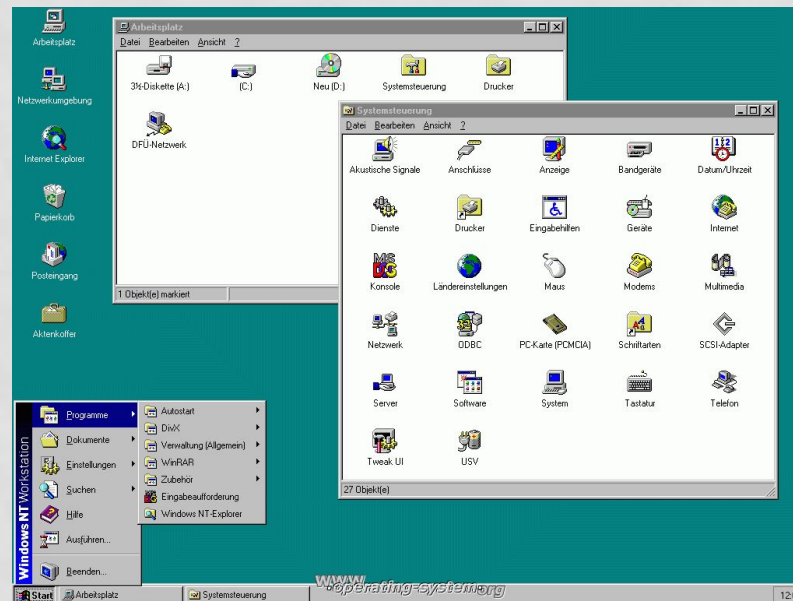 Arbeitsplatz
Netzwerkumgebung
Internet Explorer
Papierkorb
Posteingang
Aktenkoffer
Arbeitsplatz
Datei Bearbeiten Ansicht ?
3½-Diskette (A:) (C:) Neu (D:) Systemsteuerung Drucker
DFÜ-Netzwerk
1 Objekt(e) markiert
Systemsteuerung
Datei Bearbeiten Ansicht ?
Akustische Signale Anschlüsse Anzeige Bandgeräte Datum/Uhrzeit
Dienste Drucker Eingabehilfen Geräte Internet
Konsole Ländereinstellungen Maus Modems Multimedia
Netzwerk ODBC PC-Karte (PCMCIA) Schriftarten SCSI-Adapter
Server Software System Tastatur Telefon
Tweak UI USV
27 Objekt(e)
Windows NT Workstation
Programme
Dokumente
Einstellungen
Suchen
Hilfe
Ausführen...
Beenden...
Autostart
DivX
Verwaltung (Allgemein)
WinRAR
Zubehör
Eingabeaufforderung
Windows NT-Explorer
Start Arbeitsplatz Systemsteuerung
www.operating-system.org